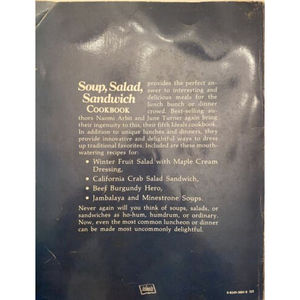 Soup, Salad, Sandwich COOKBOOK provides the perfect an-
swer to interesting and
delicious meals for the
lunch bunch or dinner
crowd. Best-selling au-
thors Naomi Arbit and June Turner again bring
their ingenuity to this, their fifth Ideals cookbook.
In addition to unique lunches and dinners, they
provide innovative and delightful ways to dress
up traditional favorites. Included are these mouth-
watering recipes for:
• Winter Fruit Salad with Maple Cream
Dressing,
• California Crab Salad Sandwich,
• Beef Burgundy Hero,
• Jambalaya and Minestrone Soups.
Never again will you think of soups, salads, or
sandwiches as ho-hum, humdrum, or ordinary.
Now, even the most common luncheon or dinner
can be made most uncommonly delightful.